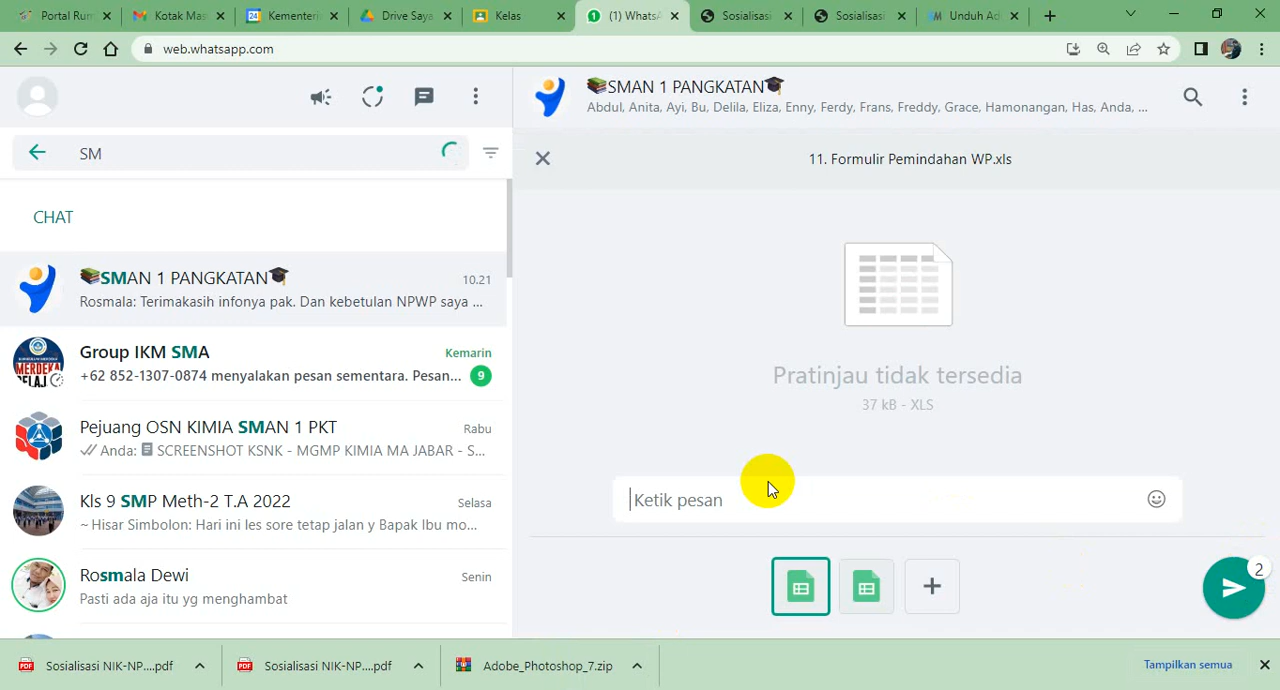 Portal Ru
Kotak Mas
Kementeri
Drive Saya
Kelas
(1) Whats
Sosialisasi
Sosialisasi
Unduh Ad
web.whatsapp.com
SM
CHAT
📚SMAN 1 PANGKATAN🎓
10.21
Rosmala: Terimakasih infonya pak. Dan kebetulan NPWP saya ...
Group IKM SMA
Kemarin
+62 852-1307-0874 menyalakan pesan sementara. Pesan...
9
Pejuang OSN KIMIA SMAN 1 PKT
Rabu
Anda: SCREENSHOT KSNK - MGMP KIMIA MA JABAR - S...
Kls 9 SMP Meth-2 T.A 2022
Selasa
~ Hisar Simbolon: Hari ini les sore tetap jalan y Bapak Ibu mo...
Rosmala Dewi
Senin
Pasti ada aja itu yg menghambat
📚SMAN 1 PANGKATAN🎓
Abdul, Anita, Ayi, Bu, Delila, Eliza, Enny, Ferdy, Frans, Freddy, Grace, Hamonangan, Has, Anda, ...
11. Formulir Pemindahan WP.xls
Pratinjau tidak tersedia
37 kB - XLS
Ketik pesan
2
Sosialisasi NIK-NP....pdf
Sosialisasi NIK-NP....pdf
Adobe_Photoshop_7.zip
Tampilkan semua